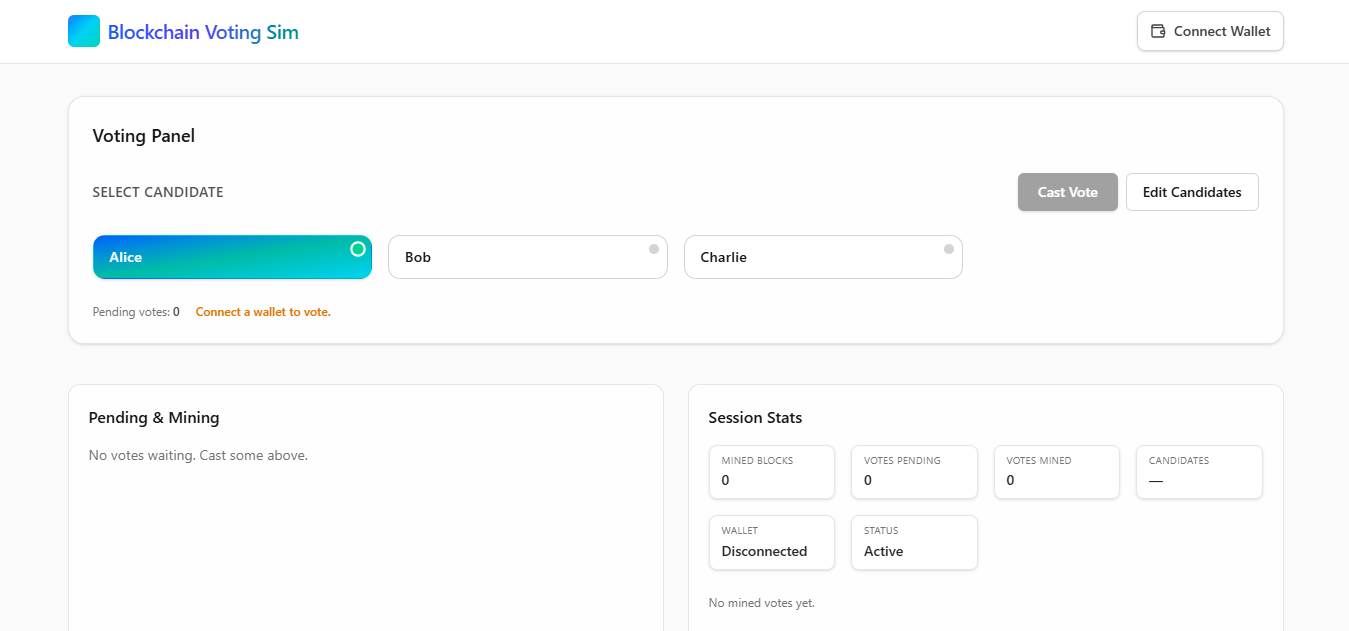 Blockchain Voting Sim
Connect Wallet
Voting Panel
SELECT CANDIDATE
Cast Vote
Edit Candidates
Alice
Bob
Charlie
Pending votes: 0 Connect a wallet to vote.
Pending & Mining
No votes waiting. Cast some above.
Session Stats
MINED BLOCKS
0
VOTES PENDING
0
VOTES MINED
0
CANDIDATES
—
WALLET
Disconnected
STATUS
Active
No mined votes yet.